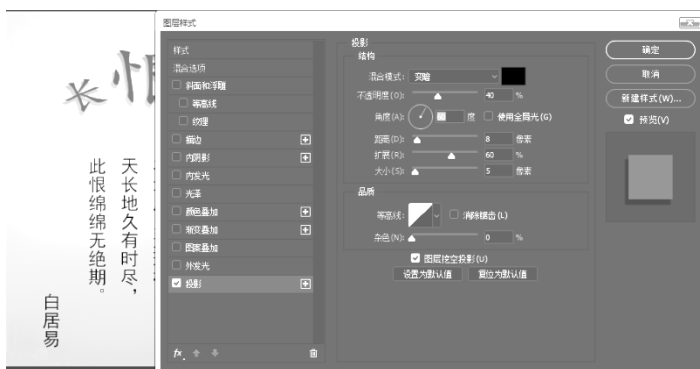 图层样式
长
恨
天长地久有时尽，
此恨绵绵无绝期。
白居易
样式
混合选项
斜面和浮雕
等高线
纹理
描边
内阴影
内发光
光泽
颜色叠加
渐变叠加
图案叠加
外发光
投影
fx
投影
结构
混合模式： 变暗
不透明度(O)： 40 %
角度(A)： 度 使用全局光(G)
距离(D)： 8 像素
扩展(R)： 60 %
大小(S)： 5 像素
品质
等高线： 消除锯齿(L)
杂色(N)： 0 %
图层挖空投影(U)
设置为默认值 复位为默认值
确定
取消
新建样式(W)...
预览(V)